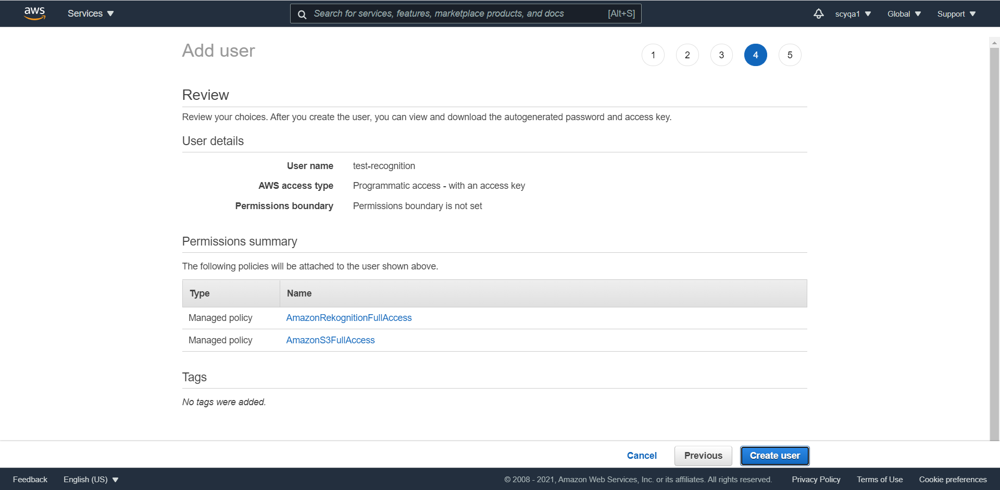 aws
Services
Search for services, features, marketplace products, and docs [Alt+S]
scyqa1
Global
Support
Add user
1 2 3 4 5
Review
Review your choices. After you create the user, you can view and download the autogenerated password and access key.
User details
User name test-recognition
AWS access type Programmatic access - with an access key
Permissions boundary Permissions boundary is not set
Permissions summary
The following policies will be attached to the user shown above.
Type Name
Managed policy AmazonRekognitionFullAccess
Managed policy AmazonS3FullAccess
Tags
No tags were added.
Cancel Previous Create user
Feedback English (US) © 2008 - 2021, Amazon Web Services, Inc. or its affiliates. All rights reserved. Privacy Policy Terms of Use Cookie preferences